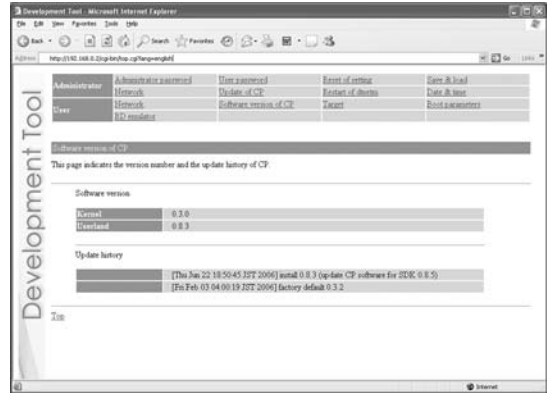 Development Tool - Microsoft Internet Explorer
File Edit View Favorites Tools Help
Back Search Favorites
Address http://192.168.0.2/cgi-bin/top.cgi?lang=english Go Links
Development Tool
Administrator Administrator password User password Reset of setting Save & load
Network Update of CP Restart of dsnetm Date & time
User Network Software version of CP Target Boot parameters
BD emulator
Software version of CP
This page indicates the version number and the update history of CP.
Software version
Kernel 0.3.0
Userland 0.8.3
Update history
[Thu Jun 22 18:50:45 JST 2006] install 0.8.3 (update CP software for SDK 0.8.5)
[Fri Feb 03 04:00:19 JST 2006] factory default 0.3.2
Top
Internet